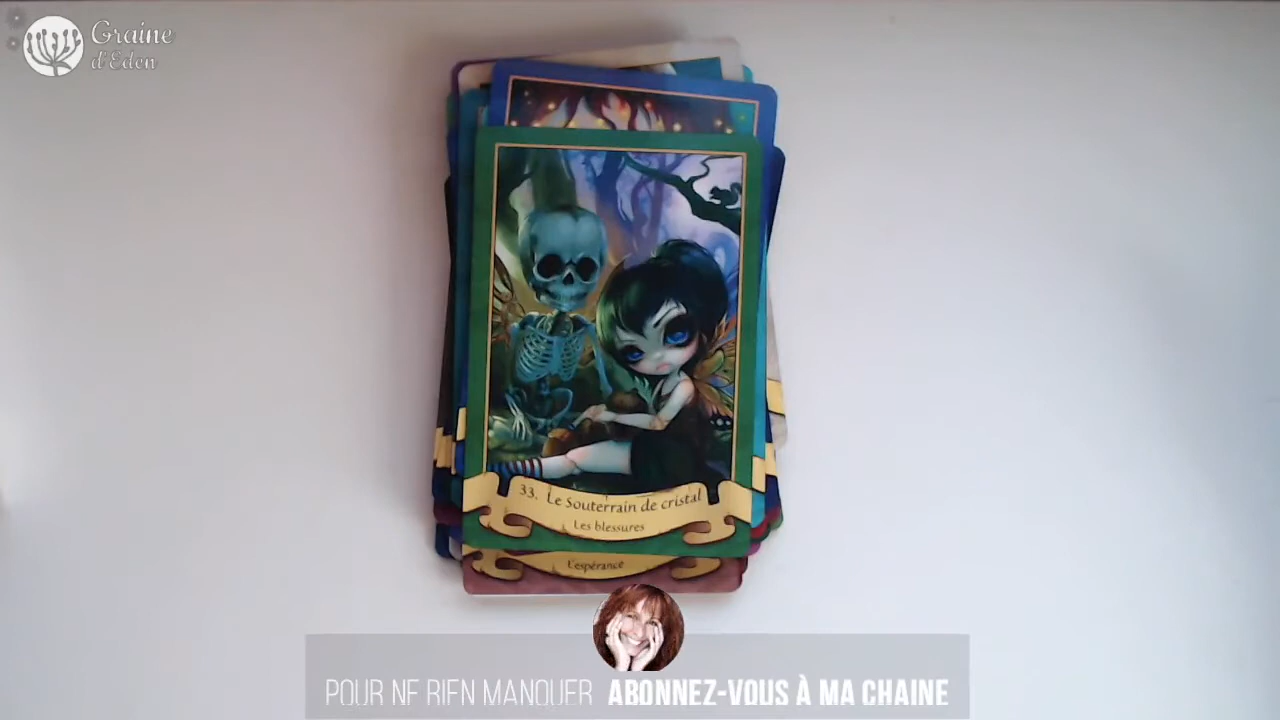 Graine
d'Eden
33. Le Souterrain de cristal
Les blessures
L'espérance
POUR NE RIEN MANQUER ABONNEZ-VOUS À MA CHAINE